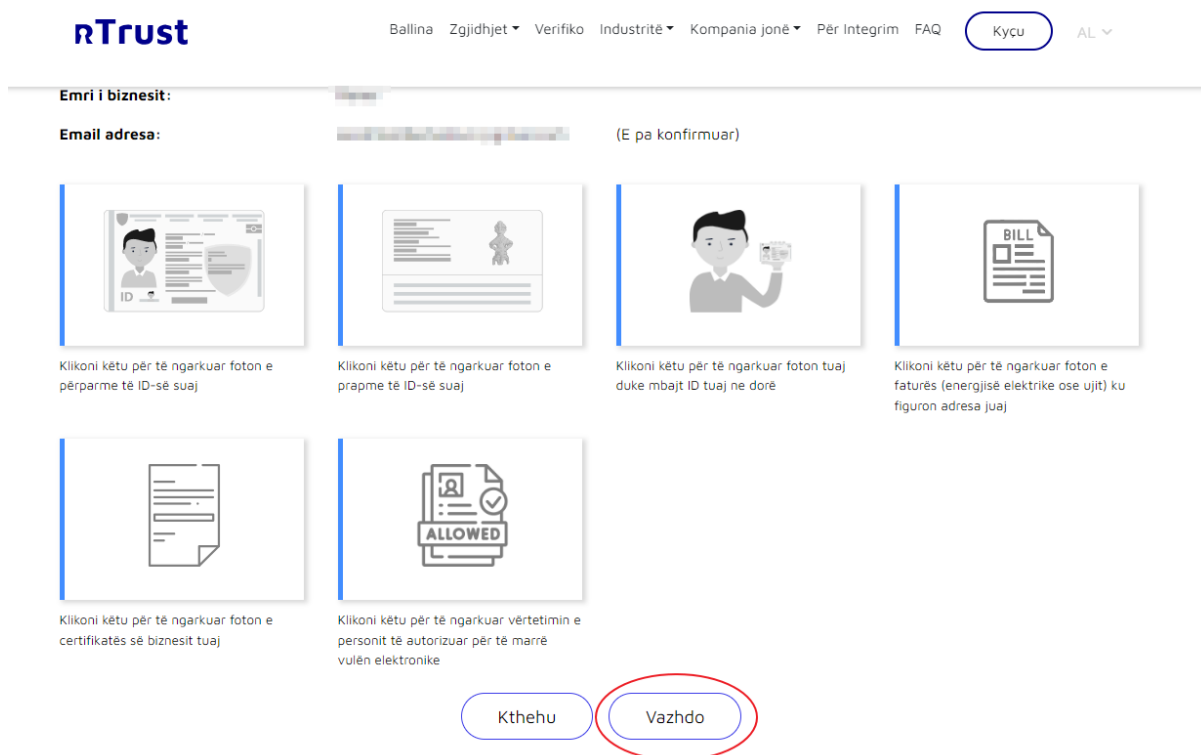 rTrust
Ballina Zgjidhjet Verifiko Industritë Kompania jonë Për Integrim FAQ Kyçu AL
Emri i biznesit:
Email adresa: (E pa konfirmuar)
ID
BILL
Klikoni këtu për të ngarkuar foton e
përparme të ID-së suaj
Klikoni këtu për të ngarkuar foton e
prapme të ID-së suaj
Klikoni këtu për të ngarkuar foton tuaj
duke mbajt ID tuaj ne dorë
Klikoni këtu për të ngarkuar foton e
faturës (energjisë elektrike ose ujit) ku
figuron adresa juaj
ALLOWED
Klikoni këtu për të ngarkuar foton e
certifikatës së biznesit tuaj
Klikoni këtu për të ngarkuar vërtetimin e
personit të autorizuar për të marrë
vulën elektronike
Kthehu
Vazhdo